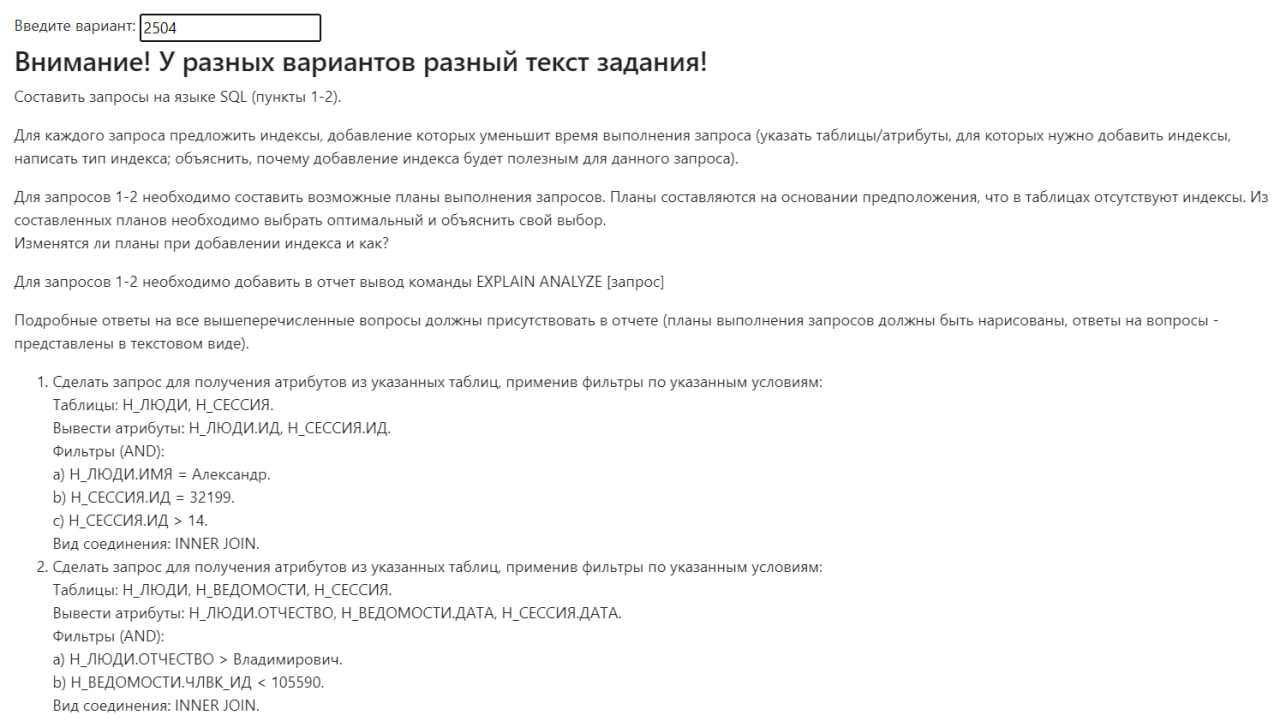 Введите вариант: 2504
Внимание! У разных вариантов разный текст задания!
Составить запросы на языке SQL (пункты 1-2).
Для каждого запроса предложить индексы, добавление которых уменьшит время выполнения запроса (указать таблицы/атрибуты, для которых нужно добавить индексы,
написать тип индекса; объяснить, почему добавление индекса будет полезным для данного запроса).
Для запросов 1-2 необходимо составить возможные планы выполнения запросов. Планы составляются на основании предположения, что в таблицах отсутствуют индексы. Из
составленных планов необходимо выбрать оптимальный и объяснить свой выбор.
Изменятся ли планы при добавлении индекса и как?
Для запросов 1-2 необходимо добавить в отчет вывод команды EXPLAIN ANALYZE [запрос]
Подробные ответы на все вышеперечисленные вопросы должны присутствовать в отчете (планы выполнения запросов должны быть нарисованы, ответы на вопросы -
представлены в текстовом виде).
1. Сделать запрос для получения атрибутов из указанных таблиц, применив фильтры по указанным условиям:
Таблицы: Н_ЛЮДИ, Н_СЕССИЯ.
Вывести атрибуты: Н_ЛЮДИ.ИД, Н_СЕССИЯ.ИД.
Фильтры (AND):
a) Н_ЛЮДИ.ИМЯ = Александр.
b) Н_СЕССИЯ.ИД = 32199.
c) Н_СЕССИЯ.ИД > 14.
Вид соединения: INNER JOIN.
2. Сделать запрос для получения атрибутов из указанных таблиц, применив фильтры по указанным условиям:
Таблицы: Н_ЛЮДИ, Н_ВЕДОМОСТИ, Н_СЕССИЯ.
Вывести атрибуты: Н_ЛЮДИ.ОТЧЕСТВО, Н_ВЕДОМОСТИ.ДАТА, Н_СЕССИЯ.ДАТА.
Фильтры (AND):
a) Н_ЛЮДИ.ОТЧЕСТВО > Владимирович.
b) Н_ВЕДОМОСТИ.ЧЛВК_ИД < 105590.
Вид соединения: INNER JOIN.